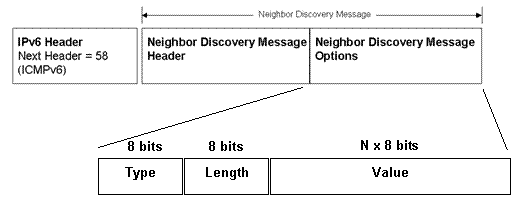 Neighbor Discovery Message
IPv6 Header
Next Header = 58
(ICMPv6)
Neighbor Discovery Message
Header
Neighbor Discovery Message
Options
8 bits
8 bits
N x 8 bits
Type
Length
Value